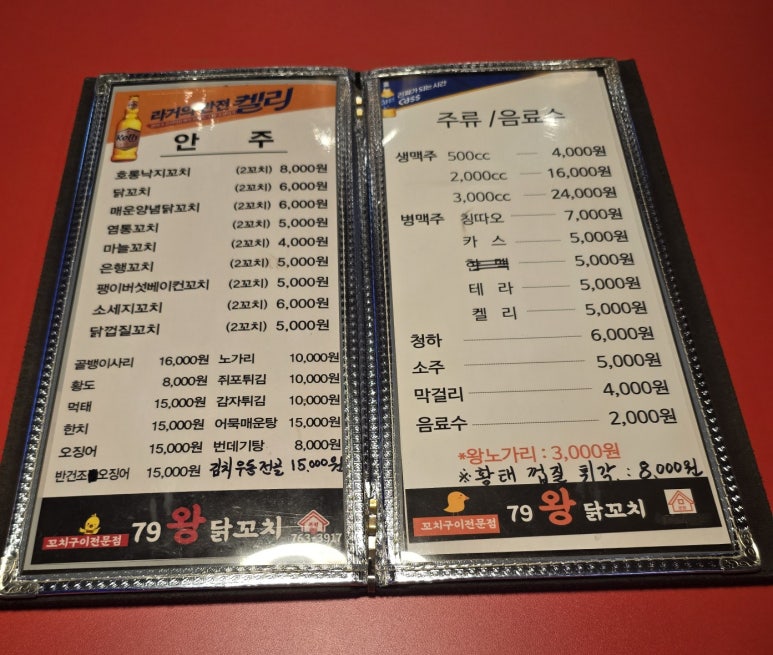 라거의 반전 켈리
Kelly
안 주
호롱낙지꼬치 (2꼬치) 8,000원
닭꼬치 (2꼬치) 6,000원
매운양념닭꼬치 (2꼬치) 6,000원
염통꼬치 (2꼬치) 5,000원
마늘꼬치 (2꼬치) 4,000원
은행꼬치 (2꼬치) 5,000원
팽이버섯베이컨꼬치 (2꼬치) 5,000원
소세지꼬치 (2꼬치) 6,000원
닭껍질꼬치 (2꼬치) 5,000원
골뱅이사리 16,000원 노가리 10,000원
황도 8,000원 쥐포튀김 10,000원
먹태 15,000원 감자튀김 10,000원
한치 15,000원 어묵매운탕 15,000원
오징어 15,000원 번데기탕 8,000원
반건조오징어 15,000원 김치우동전골 15,000원
꼬치구이전문점 79 왕 닭꼬치 763-3917
진짜가 되는 시간
cass
주류 /음료수
생맥주 500cc 4,000원
2,000cc 16,000원
3,000cc 24,000원
병맥주 칭따오 7,000원
카 스 5,000원
한 맥 5,000원
테 라 5,000원
켈 리 5,000원
청하 6,000원
소주 5,000원
막걸리 4,000원
음료수 2,000원
*왕노가리 : 3,000원
※황태 껍질 튀각 : 8,000원
꼬치구이전문점 79 왕 닭꼬치